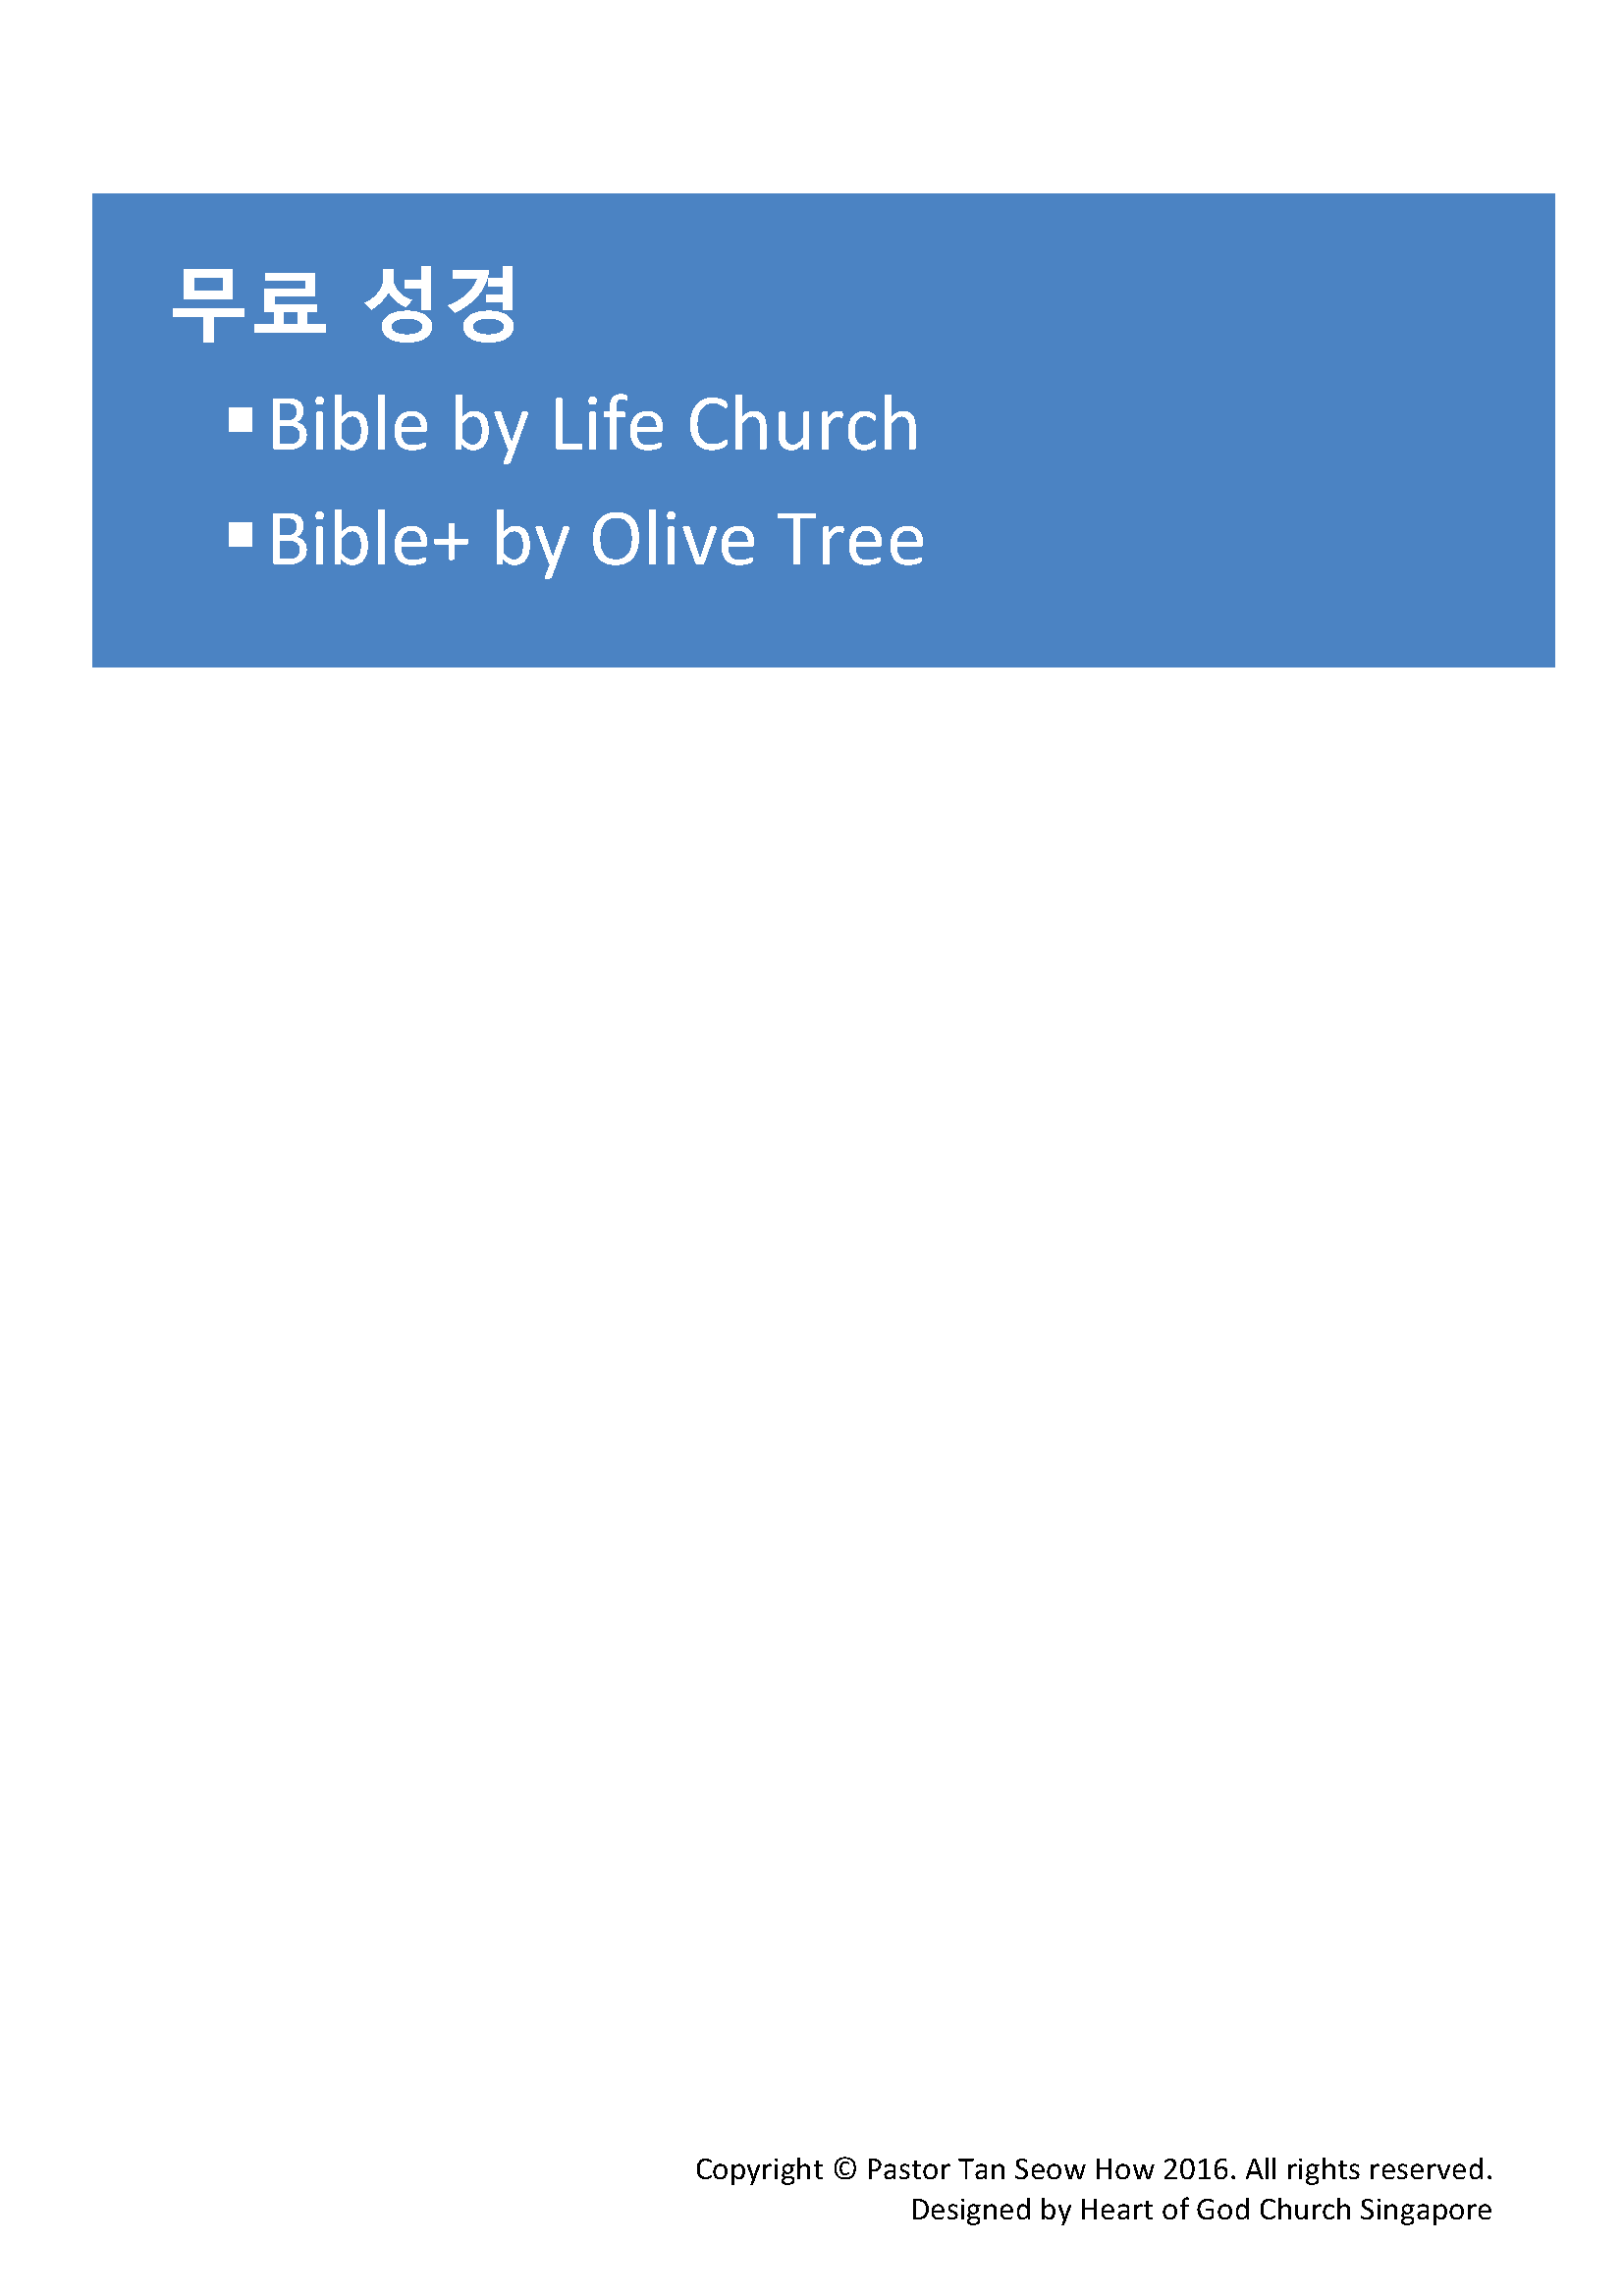 무료 성경
▪ Bible by Life Church
▪ Bible+ by Olive Tree
Copyright © Pastor Tan Seow How 2016. All rights reserved.
Designed by Heart of God Church Singapore